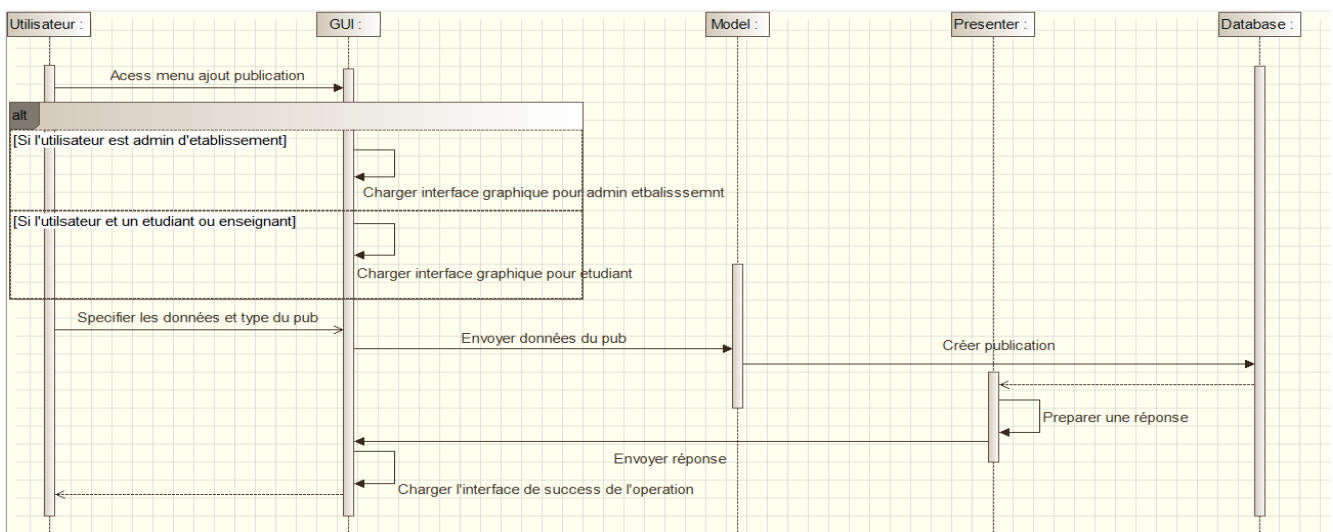 Utilisateur :
GUI :
Model :
Presenter :
Database :
Acess menu ajout publication
alt
[Si l'utilisateur est admin d'etablissement]
Charger interface graphique pour admin etbalisssemnt
[Si l'utilsateur et un etudiant ou enseignant]
Charger interface graphique pour etudiant
Specifier les données et type du pub
Envoyer données du pub
Créer publication
Preparer une réponse
Envoyer réponse
Charger l'interface de success de l'operation